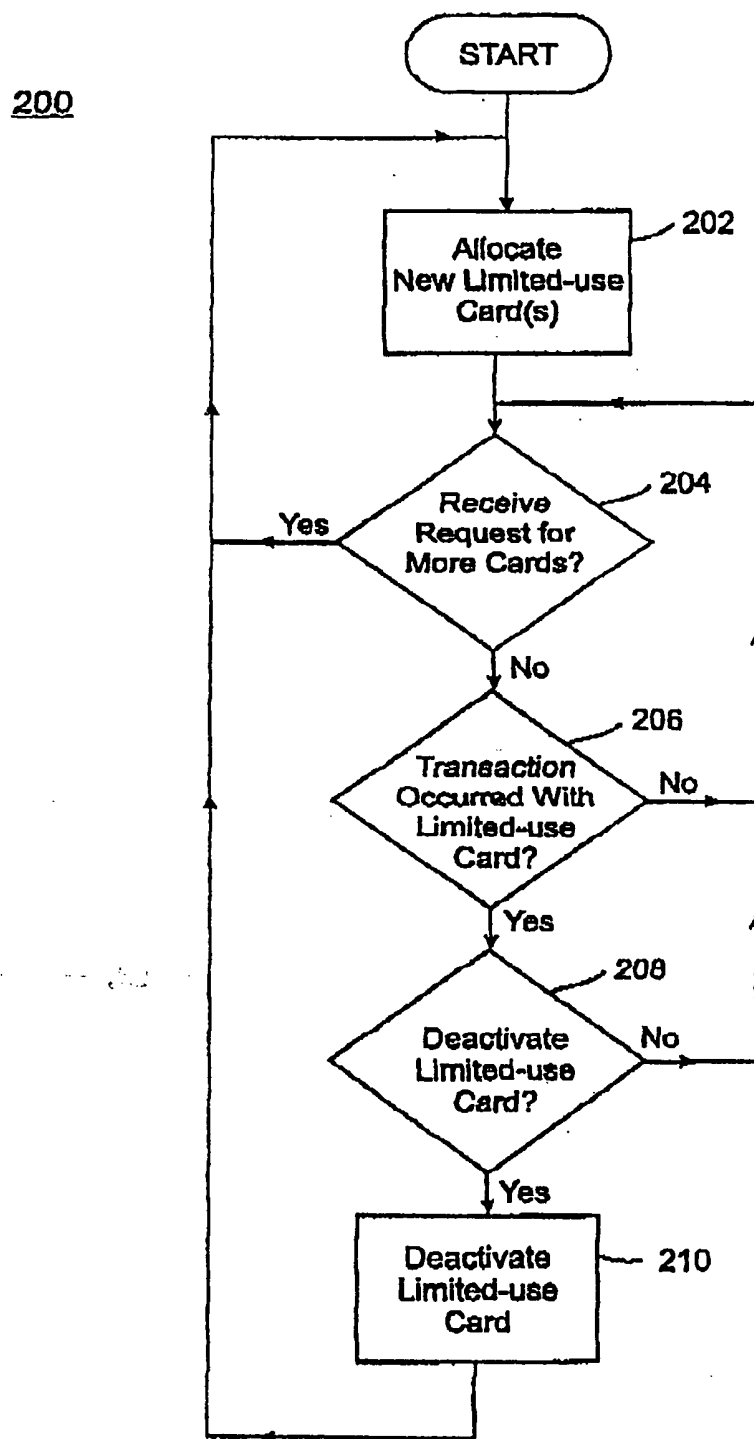 START
200
202
Allocate
New Limited-use
Card(s)
204
Receive
Request for
More Cards?
Yes
No
206
Transaction
Occurred With
Limited-use
Card?
No
Yes
208
Deactivate
Limited-use
Card?
No
Yes
210
Deactivate
Limited-use
Card